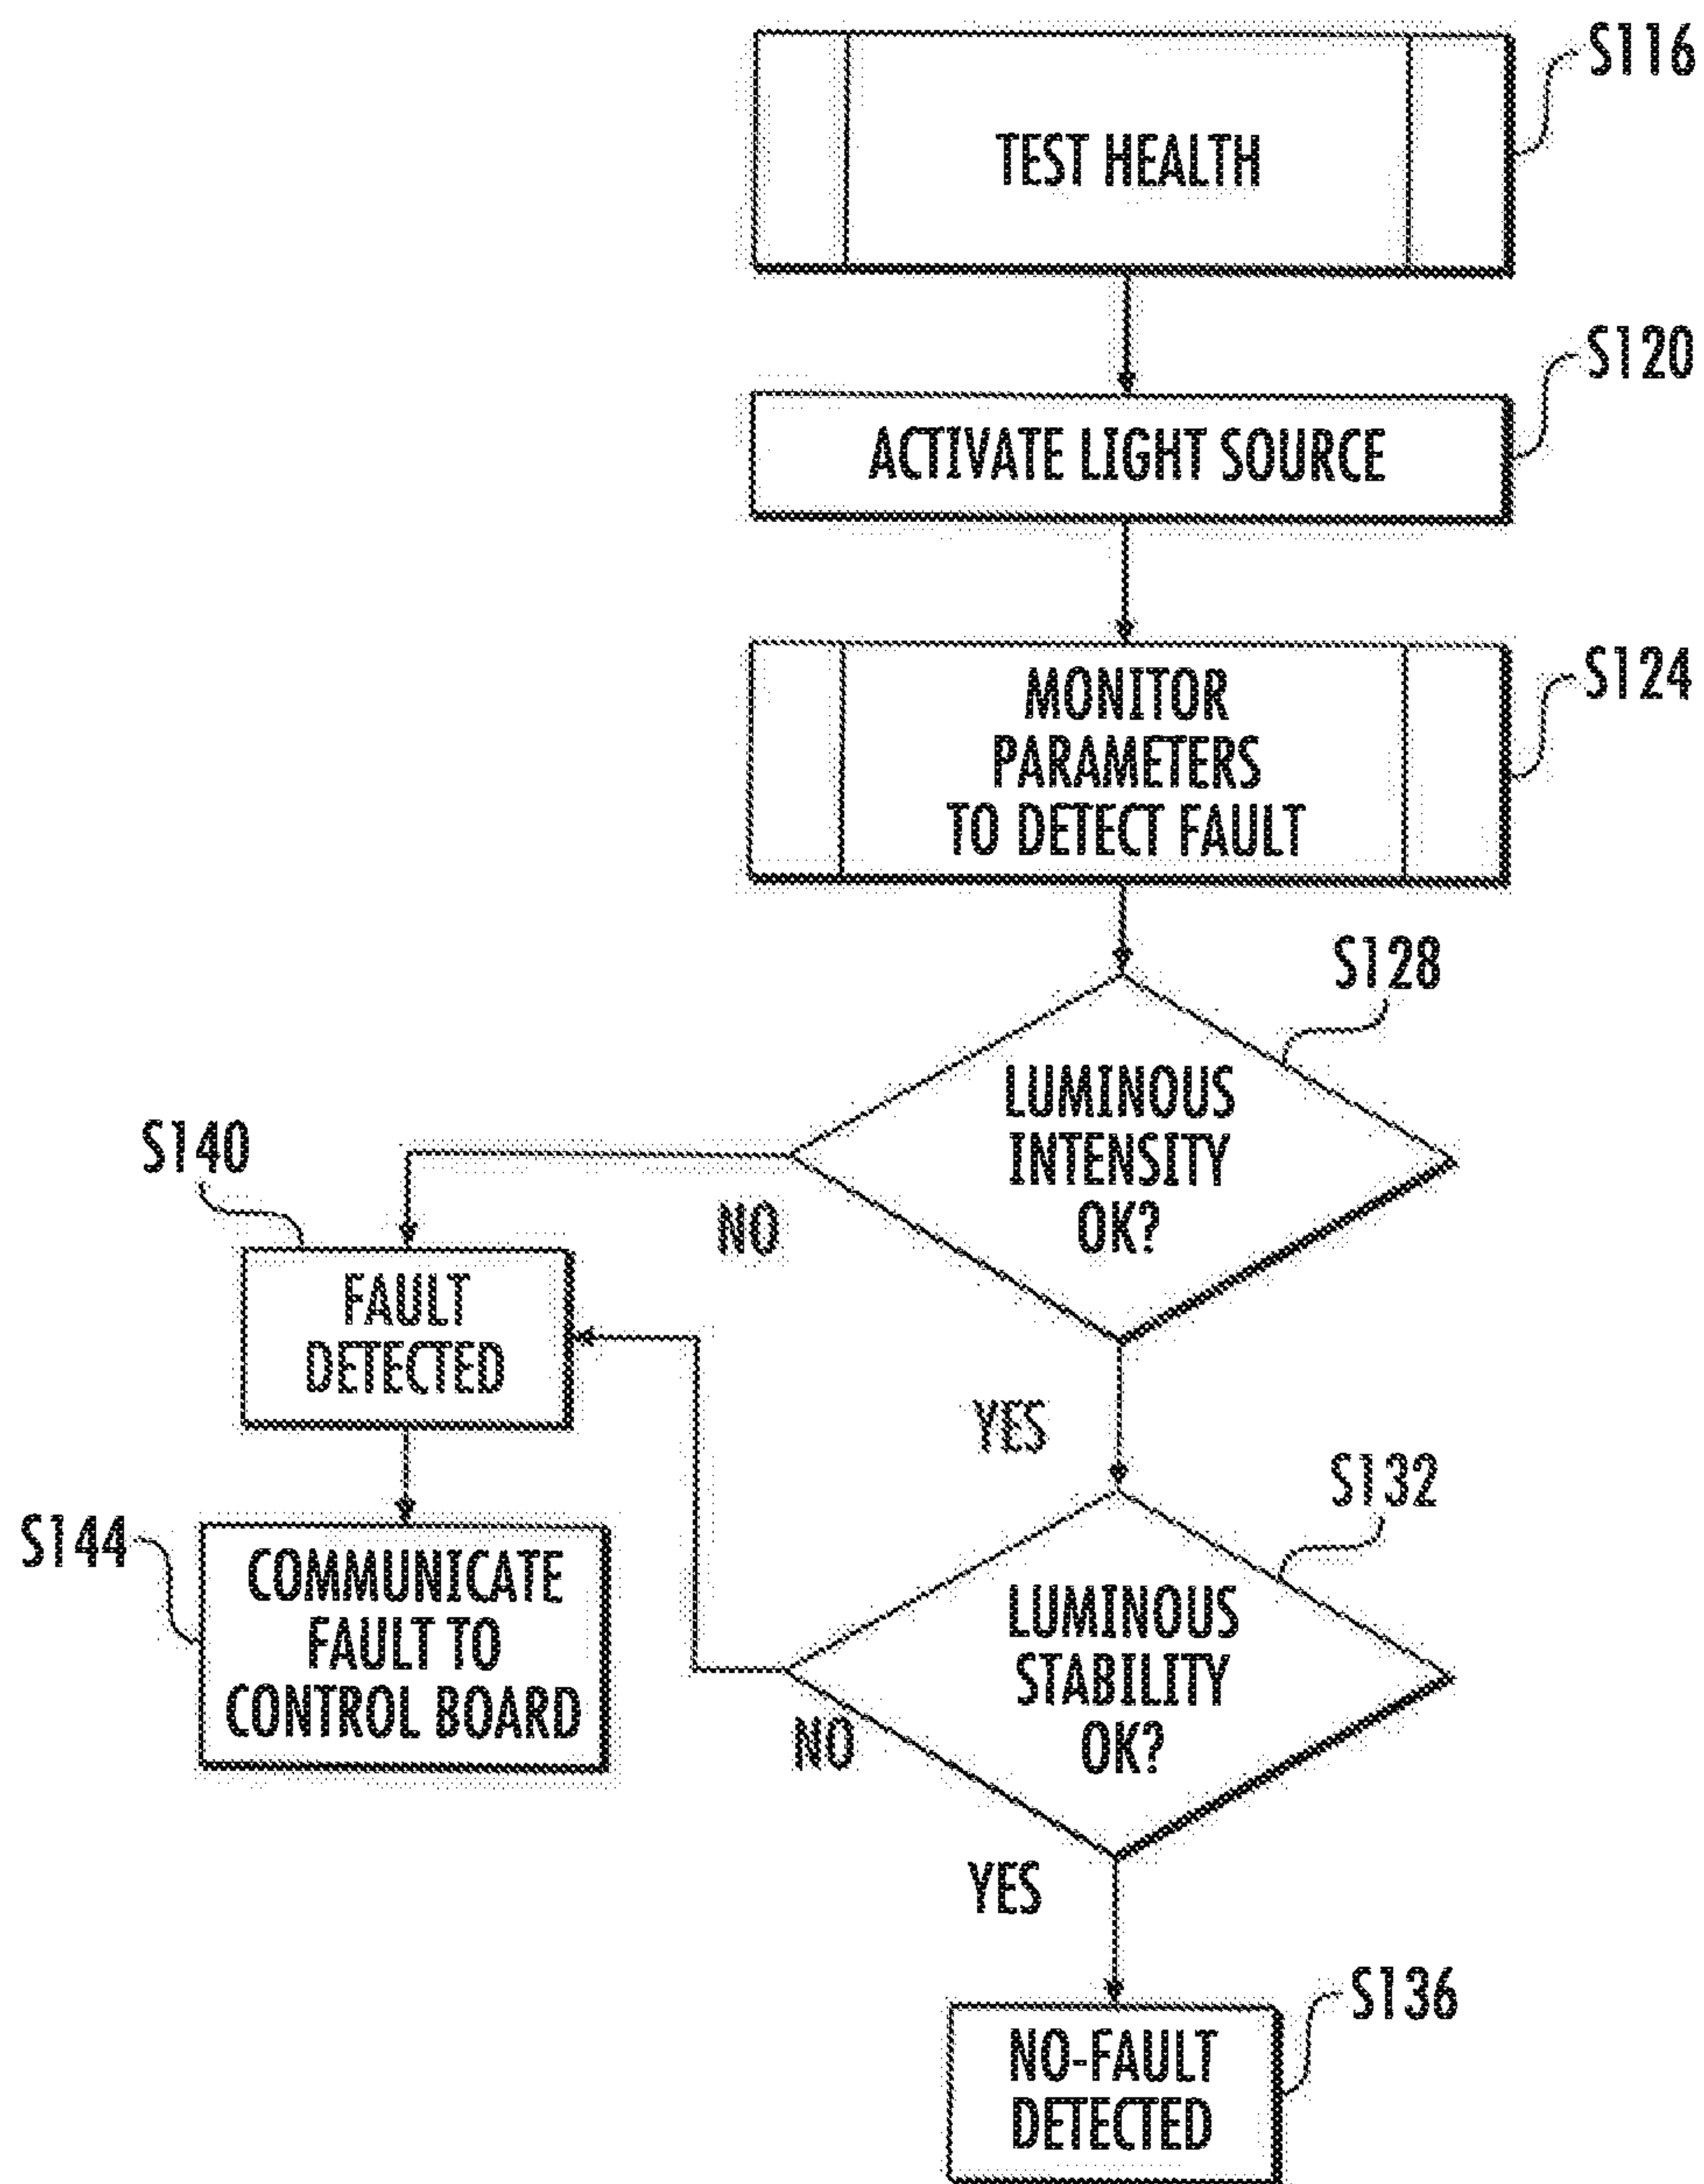 S116
TEST HEALTH
S120
ACTIVATE LIGHT SOURCE
S124
MONITOR
PARAMETERS
TO DETECT FAULT
S128
LUMINOUS
INTENSITY
OK?
NO
YES
S140
FAULT
DETECTED
S144
COMMUNICATE
FAULT TO
CONTROL BOARD
S132
LUMINOUS
STABILITY
OK?
NO
YES
S136
NO-FAULT
DETECTED